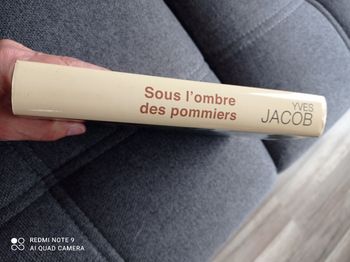 Sous l'ombre
des pommiers
YVES
JACOB
REDMI NOTE 9
AI QUAD CAMERA